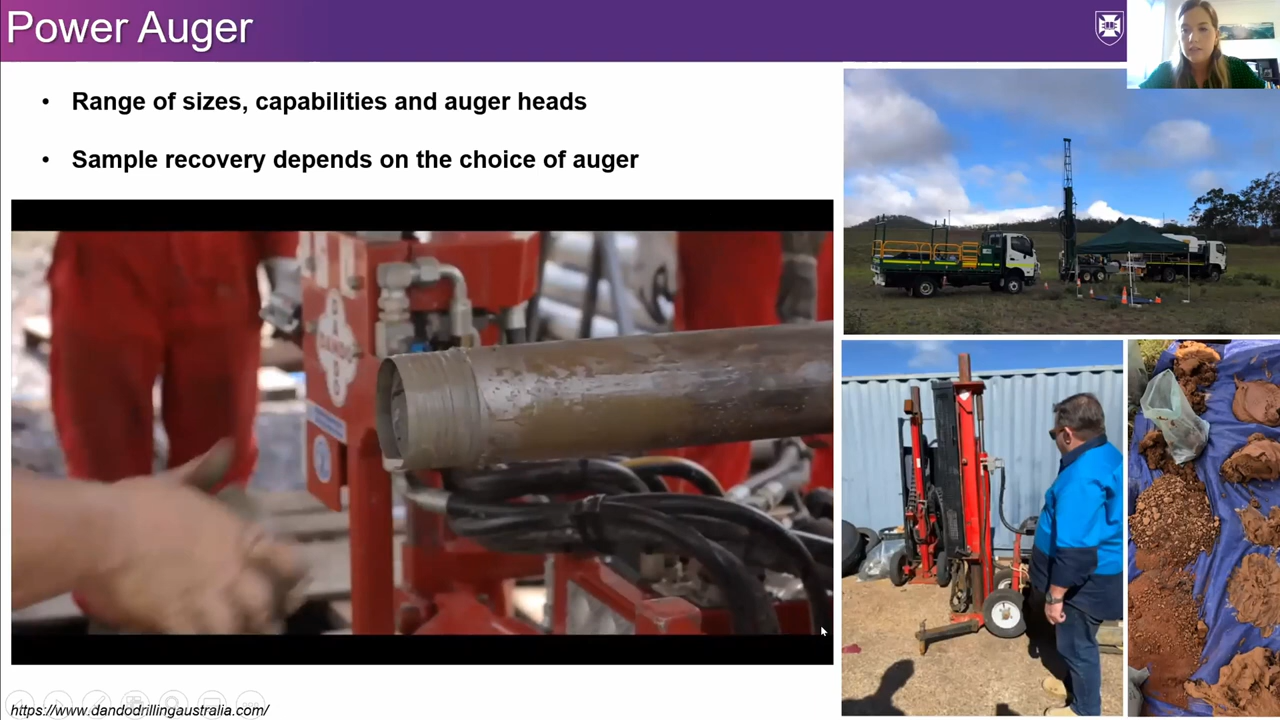 Power Auger
• Range of sizes, capabilities and auger heads
• Sample recovery depends on the choice of auger
DANDO
https://www.dandodrillingaustralia.com/